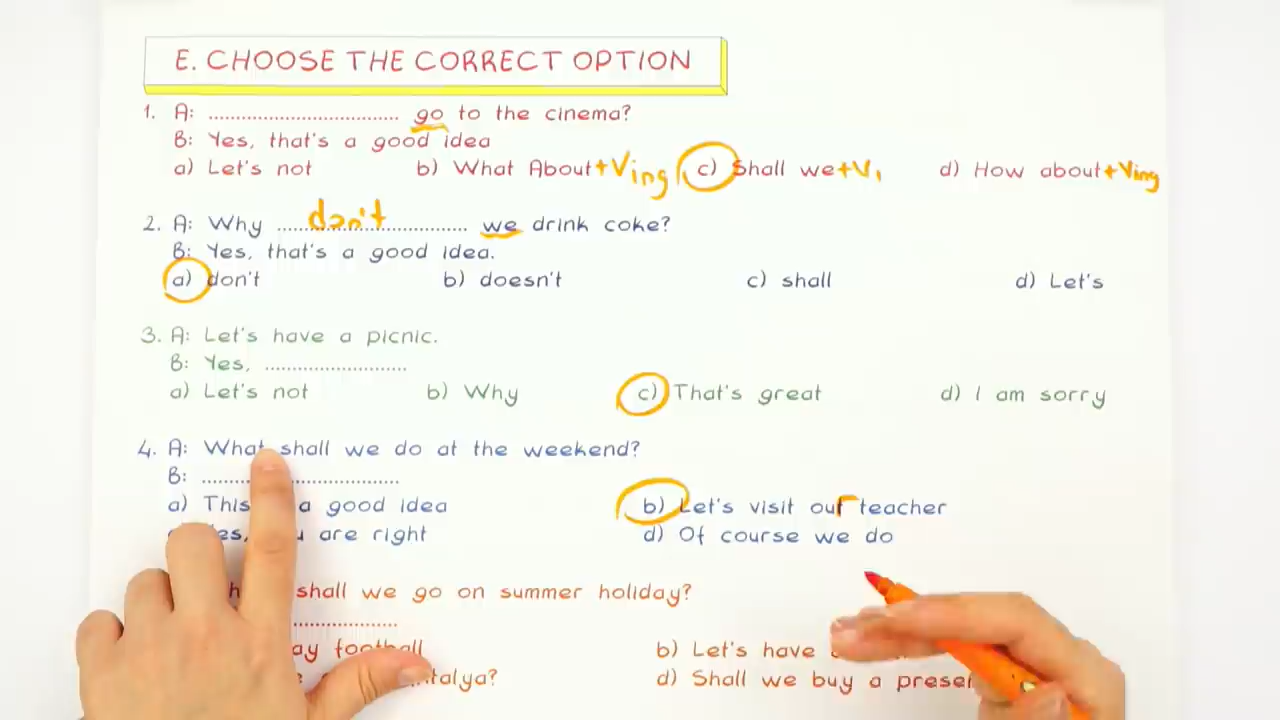 E. CHOOSE THE CORRECT OPTION
1. A: .................................. go to the cinema?
B: Yes, that's a good idea
a) Let's not b) What About +Ving c) Shall we +V₁ d) How about +Ving
2. A: Why ........don't........ we drink coke?
B: Yes, that's a good idea.
a) don't b) doesn't c) shall d) Let's
3. A: Let's have a picnic.
B: Yes, .........................
a) Let's not b) Why c) That's great d) I am sorry
4. A: What shall we do at the weekend?
B: ...................................
a) This a good idea b) Let's visit our teacher
are right d) Of course we do
shall we go on summer holiday?
...................
football b) Let's have
d) Shall we buy a